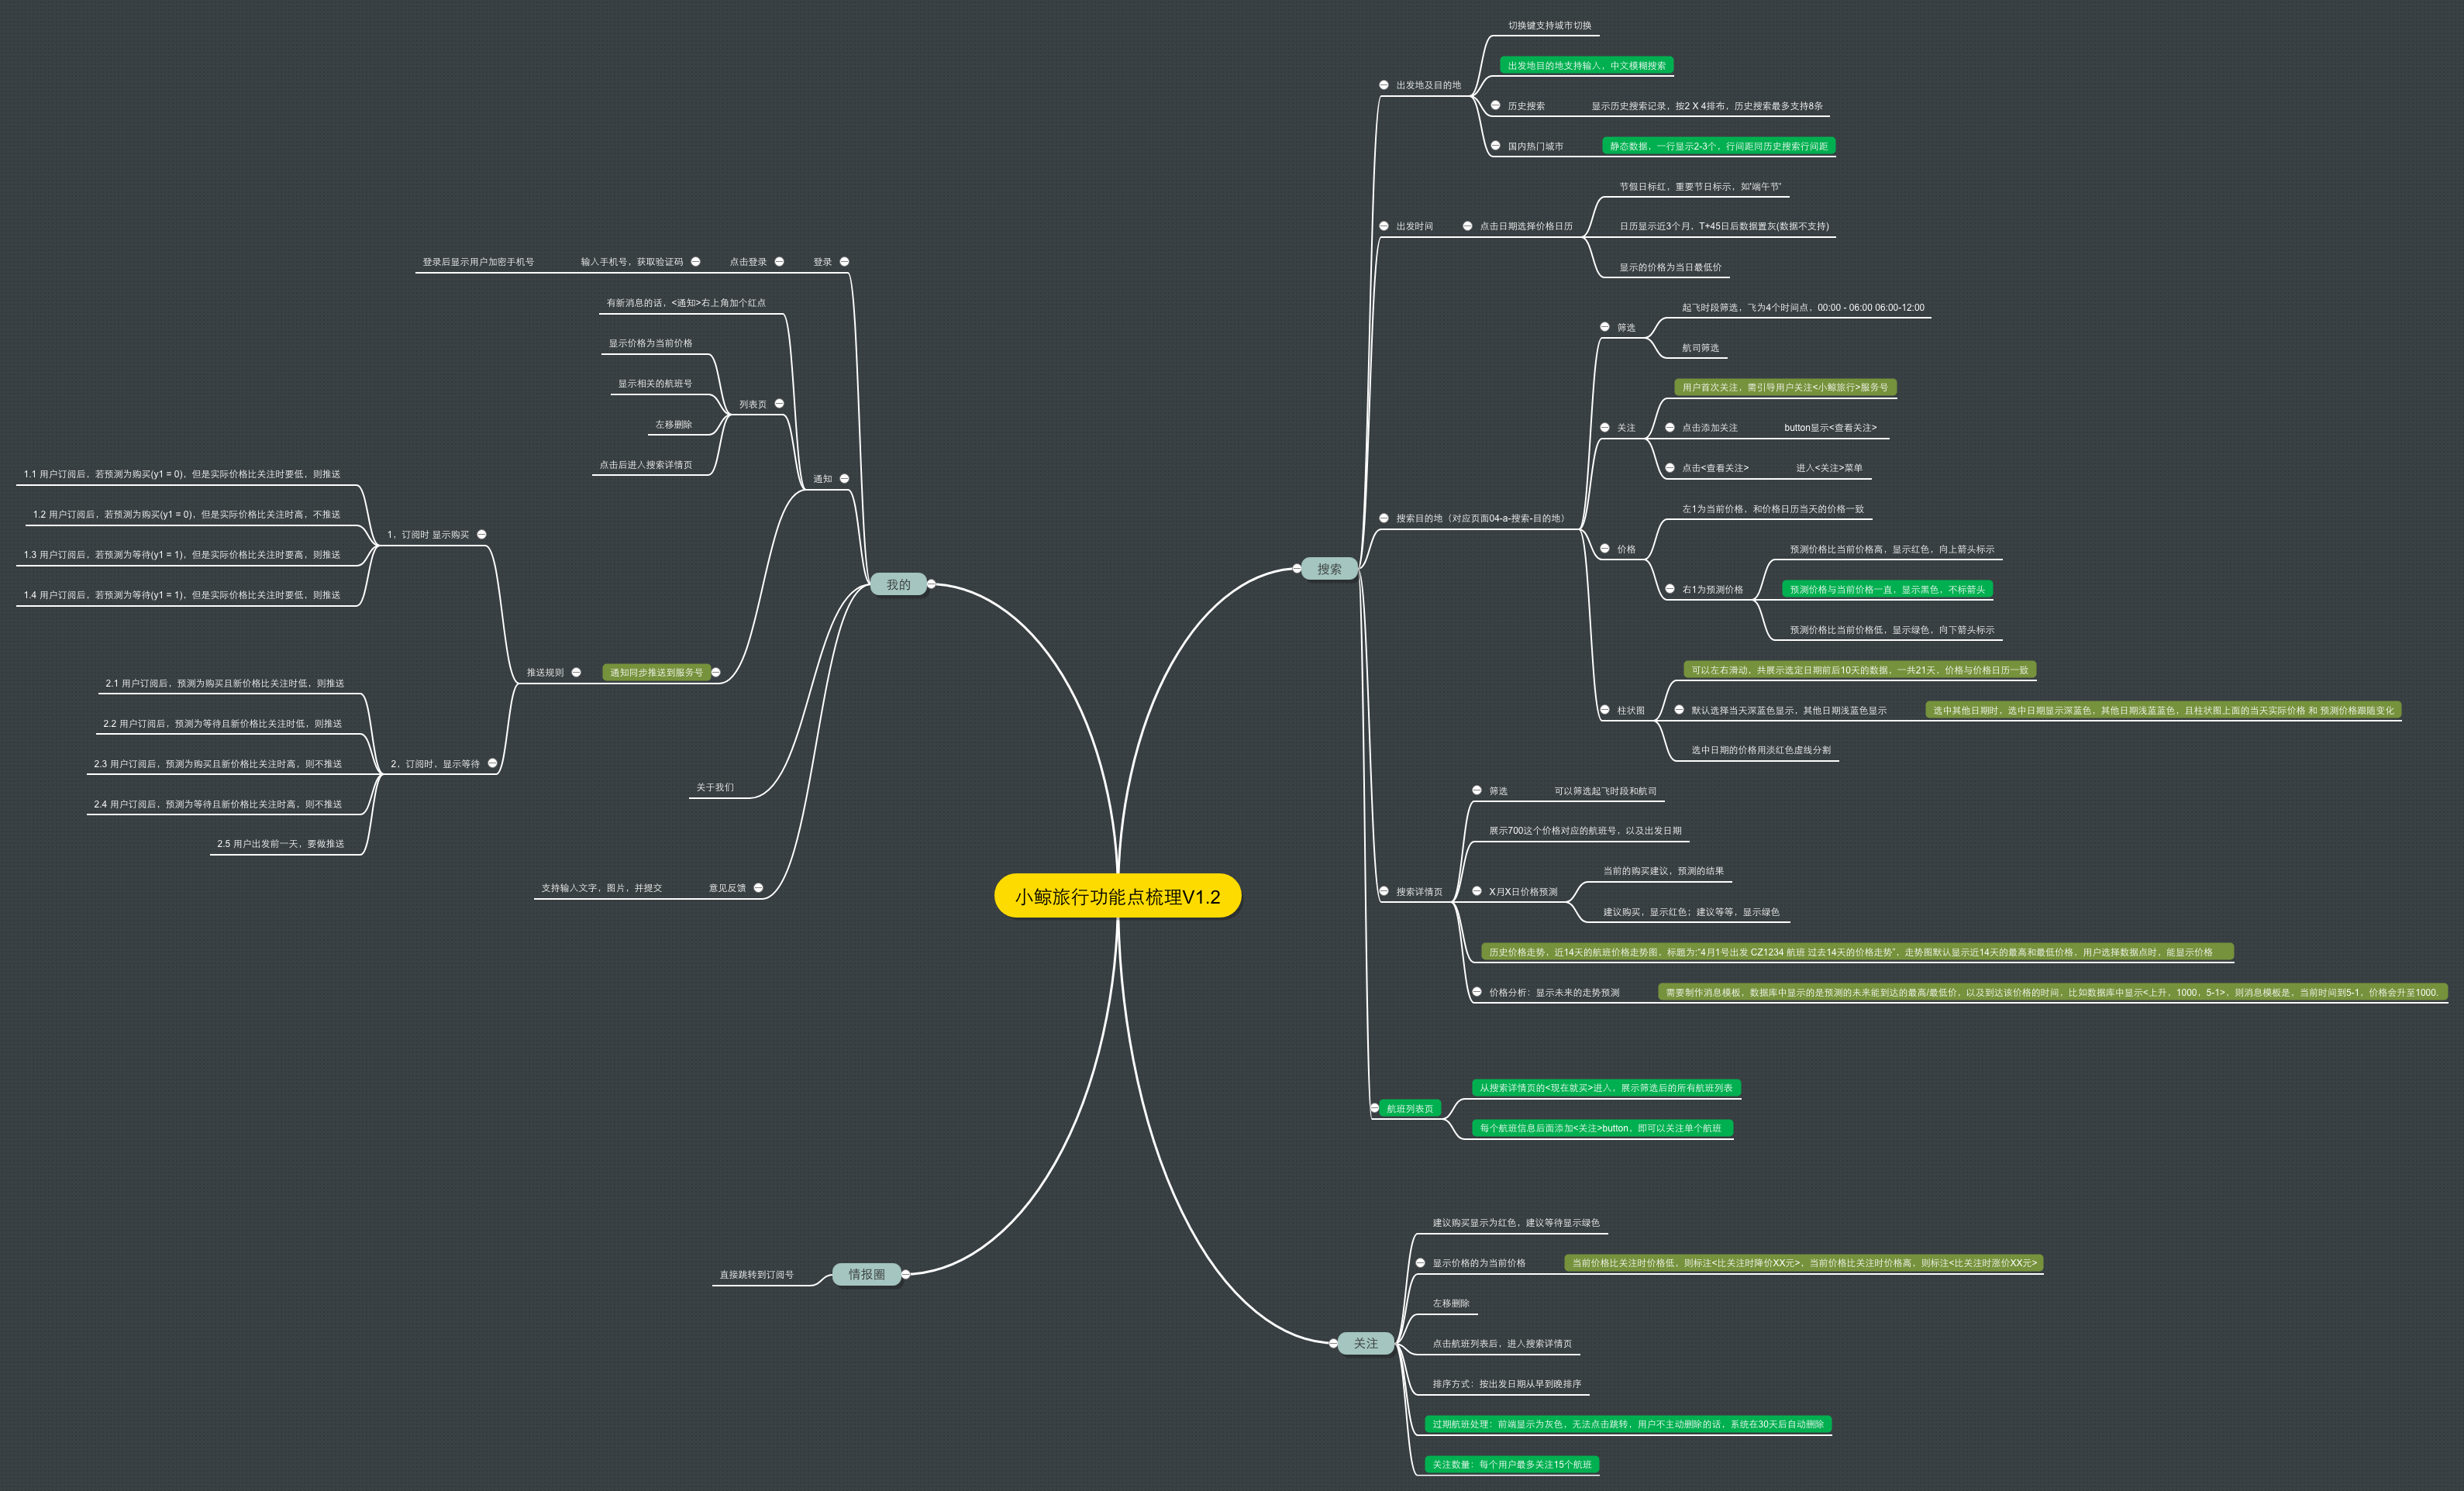 小鲸旅行功能点梳理V1.2
搜索
出发地及目的地
切换键支持城市切换
出发地目的地支持输入，中文模糊搜索
历史搜索
显示历史搜索记录，按2 X 4排布，历史搜索最多支持8条
国内热门城市
静态数据，一行显示2-3个，行间距同历史搜索行间距
出发时间
点击日期选择价格日历
节假日标红，重要节日标示，如'端午节'
日历显示近3个月，T+45日后数据置灰(数据不支持)
显示的价格为当日最低价
搜索目的地（对应页面04-a-搜索-目的地）
筛选
起飞时段筛选，飞为4个时间点，00:00 - 06:00 06:00-12:00
航司筛选
关注
用户首次关注，需引导用户关注<小鲸旅行>服务号
点击添加关注
button显示<查看关注>
点击<查看关注>
进入<关注>菜单
价格
左1为当前价格，和价格日历当天的价格一致
右1为预测价格
预测价格比当前价格高，显示红色，向上箭头标示
预测价格与当前价格一直，显示黑色，不标箭头
预测价格比当前价格低，显示绿色，向下箭头标示
柱状图
可以左右滑动，共展示选定日期前后10天的数据，一共21天，价格与价格日历一致
默认选择当天深蓝色显示，其他日期浅蓝色显示
选中其他日期时，选中日期显示深蓝色，其他日期浅蓝蓝色，且柱状图上面的当天实际价格 和 预测价格跟随变化
选中日期的价格用淡红色虚线分割
搜索详情页
筛选
可以筛选起飞时段和航司
展示700这个价格对应的航班号，以及出发日期
X月X日价格预测
当前的购买建议，预测的结果
建议购买，显示红色；建议等等，显示绿色
历史价格走势，近14天的航班价格走势图，标题为:"4月1号出发 CZ1234 航班 过去14天的价格走势"，走势图默认显示近14天的最高和最低价格，用户选择数据点时，能显示价格
价格分析：显示未来的走势预测
需要制作消息模板，数据库中显示的是预测的未来能到达的最高/最低价，以及到达该价格的时间，比如数据库中显示<上升，1000，5-1>，则消息模板是，当前时间到5-1，价格会升至1000.
航班列表页
从搜索详情页的<现在就买>进入，展示筛选后的所有航班列表
每个航班信息后面添加<关注>button，即可以关注单个航班
关注
建议购买显示为红色，建议等待显示绿色
显示价格的为当前价格
当前价格比关注时价格低，则标注<比关注时降价XX元>，当前价格比关注时价格高，则标注<比关注时涨价XX元>
左移删除
点击航班列表后，进入搜索详情页
排序方式：按出发日期从早到晚排序
过期航班处理：前端显示为灰色，无法点击跳转，用户不主动删除的话，系统在30天后自动删除
关注数量：每个用户最多关注15个航班
我的
登录
点击登录
输入手机号，获取验证码
登录后显示用户加密手机号
通知
有新消息的话，<通知>右上角加个红点
列表页
显示价格为当前价格
显示相关的航班号
左移删除
点击后进入搜索详情页
通知同步推送到服务号
推送规则
1，订阅时 显示购买
1.1 用户订阅后，若预测为购买(y1 = 0)，但是实际价格比关注时要低，则推送
1.2 用户订阅后，若预测为购买(y1 = 0)，但是实际价格比关注时高，不推送
1.3 用户订阅后，若预测为等待(y1 = 1)，但是实际价格比关注时要高，则推送
1.4 用户订阅后，若预测为等待(y1 = 1)，但是实际价格比关注时要低，则推送
2，订阅时，显示等待
2.1 用户订阅后，预测为购买且新价格比关注时低，则推送
2.2 用户订阅后，预测为等待且新价格比关注时低，则推送
2.3 用户订阅后，预测为购买且新价格比关注时高，则不推送
2.4 用户订阅后，预测为等待且新价格比关注时高，则不推送
2.5 用户出发前一天，要做推送
关于我们
意见反馈
支持输入文字，图片，并提交
情报圈
直接跳转到订阅号